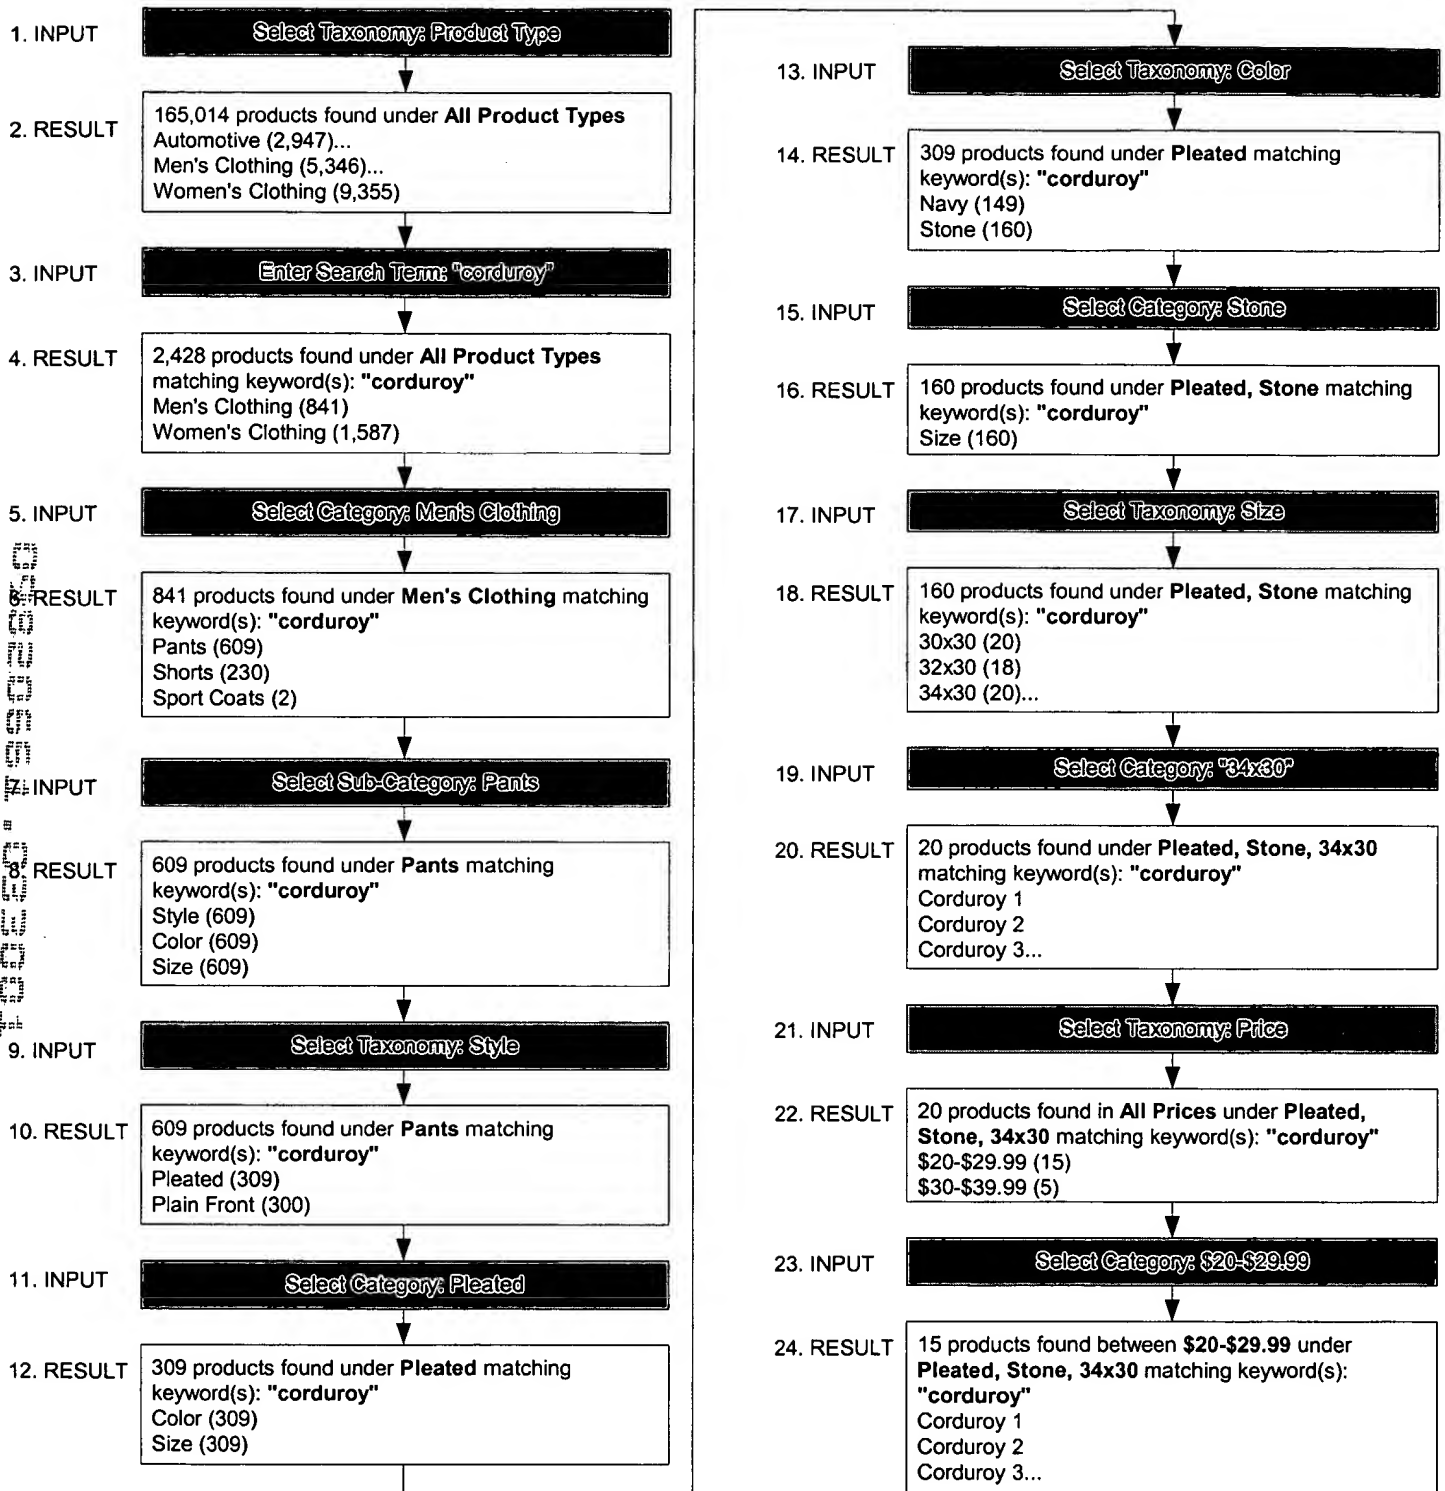 1. INPUT
Select Taxonomy: Product Type
2. RESULT
165,014 products found under All Product Types
Automotive (2,947)...
Men's Clothing (5,346)...
Women's Clothing (9,355)
3. INPUT
Enter Search Term: "corduroy"
4. RESULT
2,428 products found under All Product Types
matching keyword(s): "corduroy"
Men's Clothing (841)
Women's Clothing (1,587)
5. INPUT
Select Category: Men's Clothing
6. RESULT
841 products found under Men's Clothing matching
keyword(s): "corduroy"
Pants (609)
Shorts (230)
Sport Coats (2)
7. INPUT
Select Sub-Category: Pants
8. RESULT
609 products found under Pants matching
keyword(s): "corduroy"
Style (609)
Color (609)
Size (609)
9. INPUT
Select Taxonomy: Style
10. RESULT
609 products found under Pants matching
keyword(s): "corduroy"
Pleated (309)
Plain Front (300)
11. INPUT
Select Category: Pleated
12. RESULT
309 products found under Pleated matching
keyword(s): "corduroy"
Color (309)
Size (309)
13. INPUT
Select Taxonomy: Color
14. RESULT
309 products found under Pleated matching
keyword(s): "corduroy"
Navy (149)
Stone (160)
15. INPUT
Select Category: Stone
16. RESULT
160 products found under Pleated, Stone matching
keyword(s): "corduroy"
Size (160)
17. INPUT
Select Taxonomy: Size
18. RESULT
160 products found under Pleated, Stone matching
keyword(s): "corduroy"
30x30 (20)
32x30 (18)
34x30 (20)...
19. INPUT
Select Category: "34x30"
20. RESULT
20 products found under Pleated, Stone, 34x30
matching keyword(s): "corduroy"
Corduroy 1
Corduroy 2
Corduroy 3...
21. INPUT
Select Taxonomy: Price
22. RESULT
20 products found in All Prices under Pleated,
Stone, 34x30 matching keyword(s): "corduroy"
$20-$29.99 (15)
$30-$39.99 (5)
23. INPUT
Select Category: $20-$29.99
24. RESULT
15 products found between $20-$29.99 under
Pleated, Stone, 34x30 matching keyword(s):
"corduroy"
Corduroy 1
Corduroy 2
Corduroy 3...